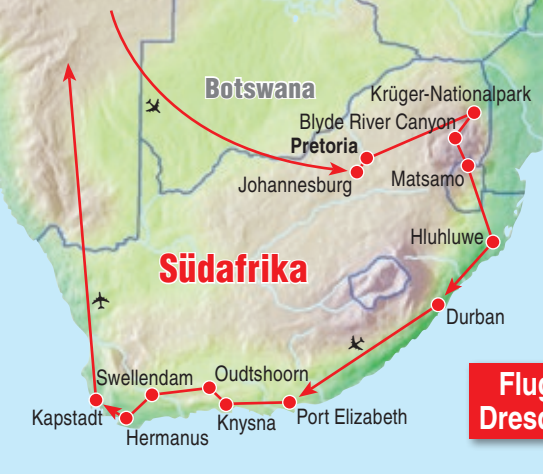 Botswana
Krüger-Nationalpark
Blyde River Canyon
Pretoria
Johannesburg
Matsamo
Hluhluwe
Südafrika
Durban
Swellendam
Oudtshoorn
Kapstadt
Hermanus
Knysna
Port Elizabeth